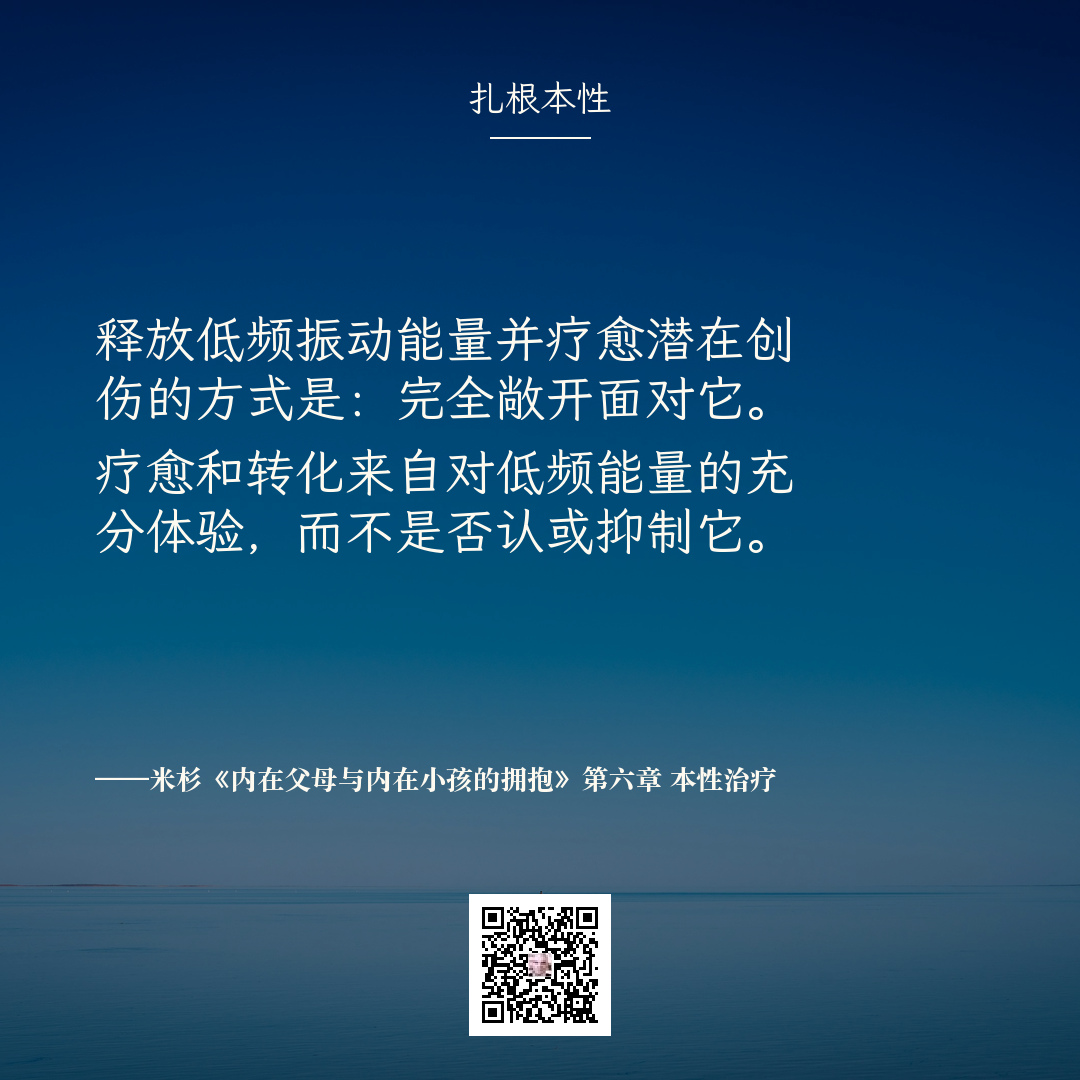 扎根本性
释放低频振动能量并疗愈潜在创
伤的方式是：完全敞开面对它。
疗愈和转化来自对低频能量的充
分体验，而不是否认或抑制它。
——米杉《内在父母与内在小孩的拥抱》第六章 本性治疗